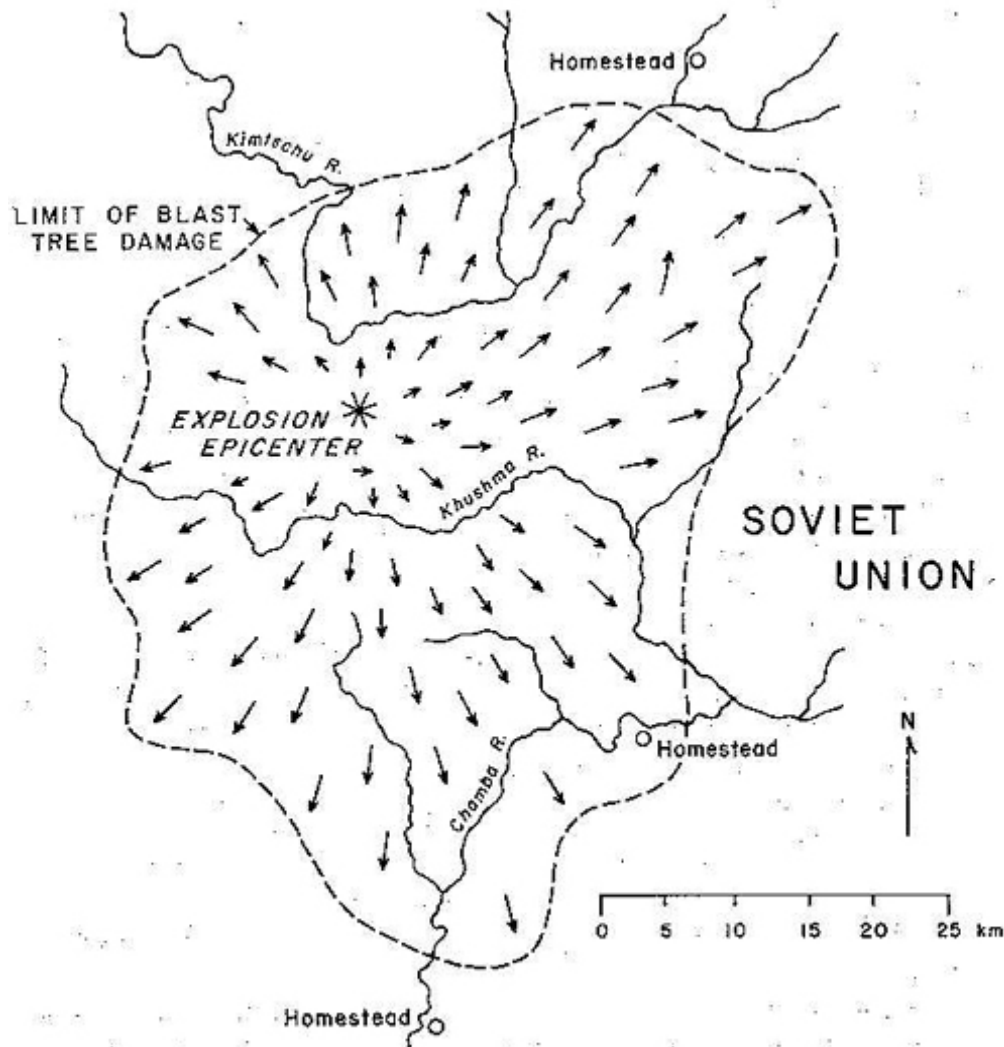 Homestead
Kimtschu R.
LIMIT OF BLAST
TREE DAMAGE
EXPLOSION
EPICENTER
Khushma R.
SOVIET
UNION
N
Homestead
Chamba R.
0 5 10 15 20 25 km
Homestead